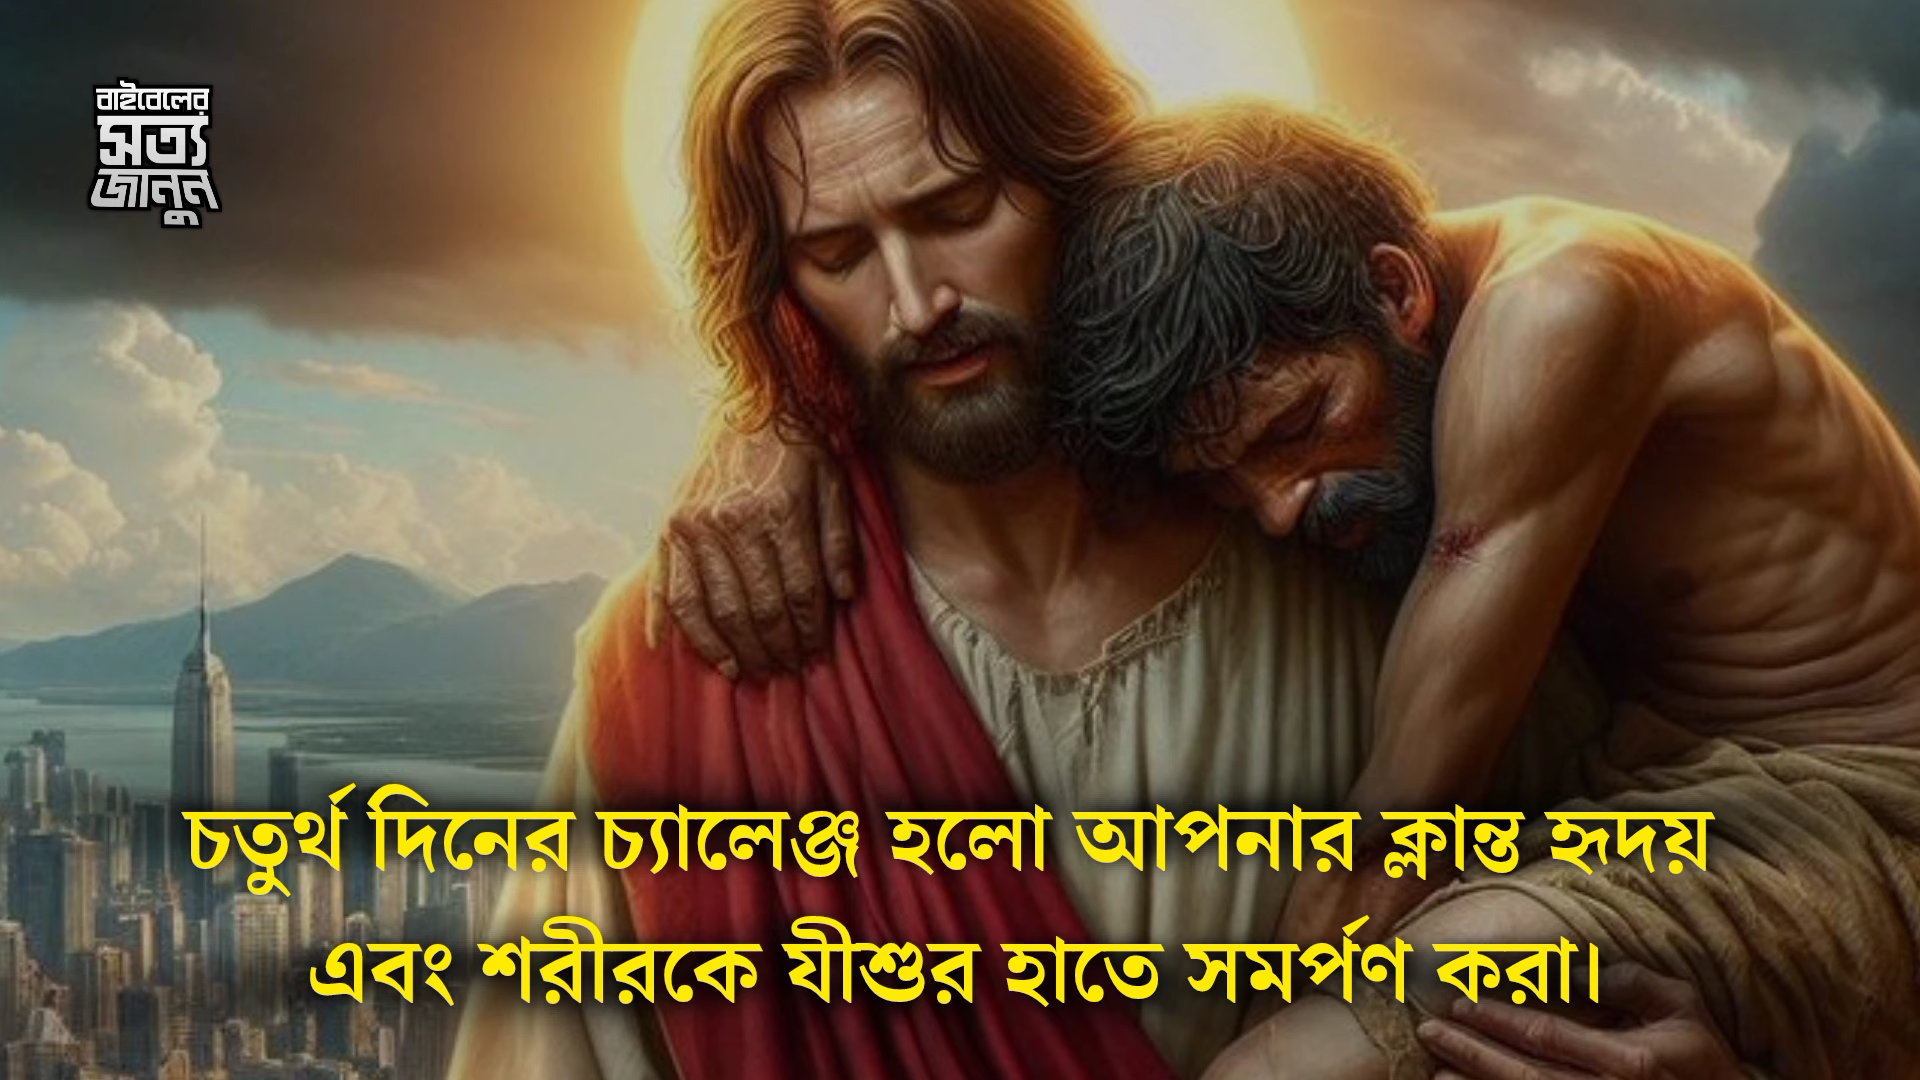 বাইবেলের
সত্য
জানুন
চতুর্থ দিনের চ্যালেঞ্জ হলো আপনার ক্লান্ত হৃদয়
এবং শরীরকে যীশুর হাতে সমর্পণ করা।